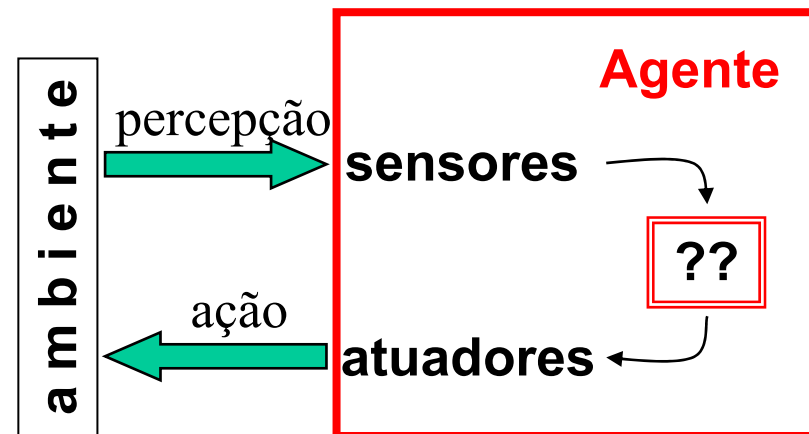 Agente
ambiente
percepção
sensores
??
ação
atuadores